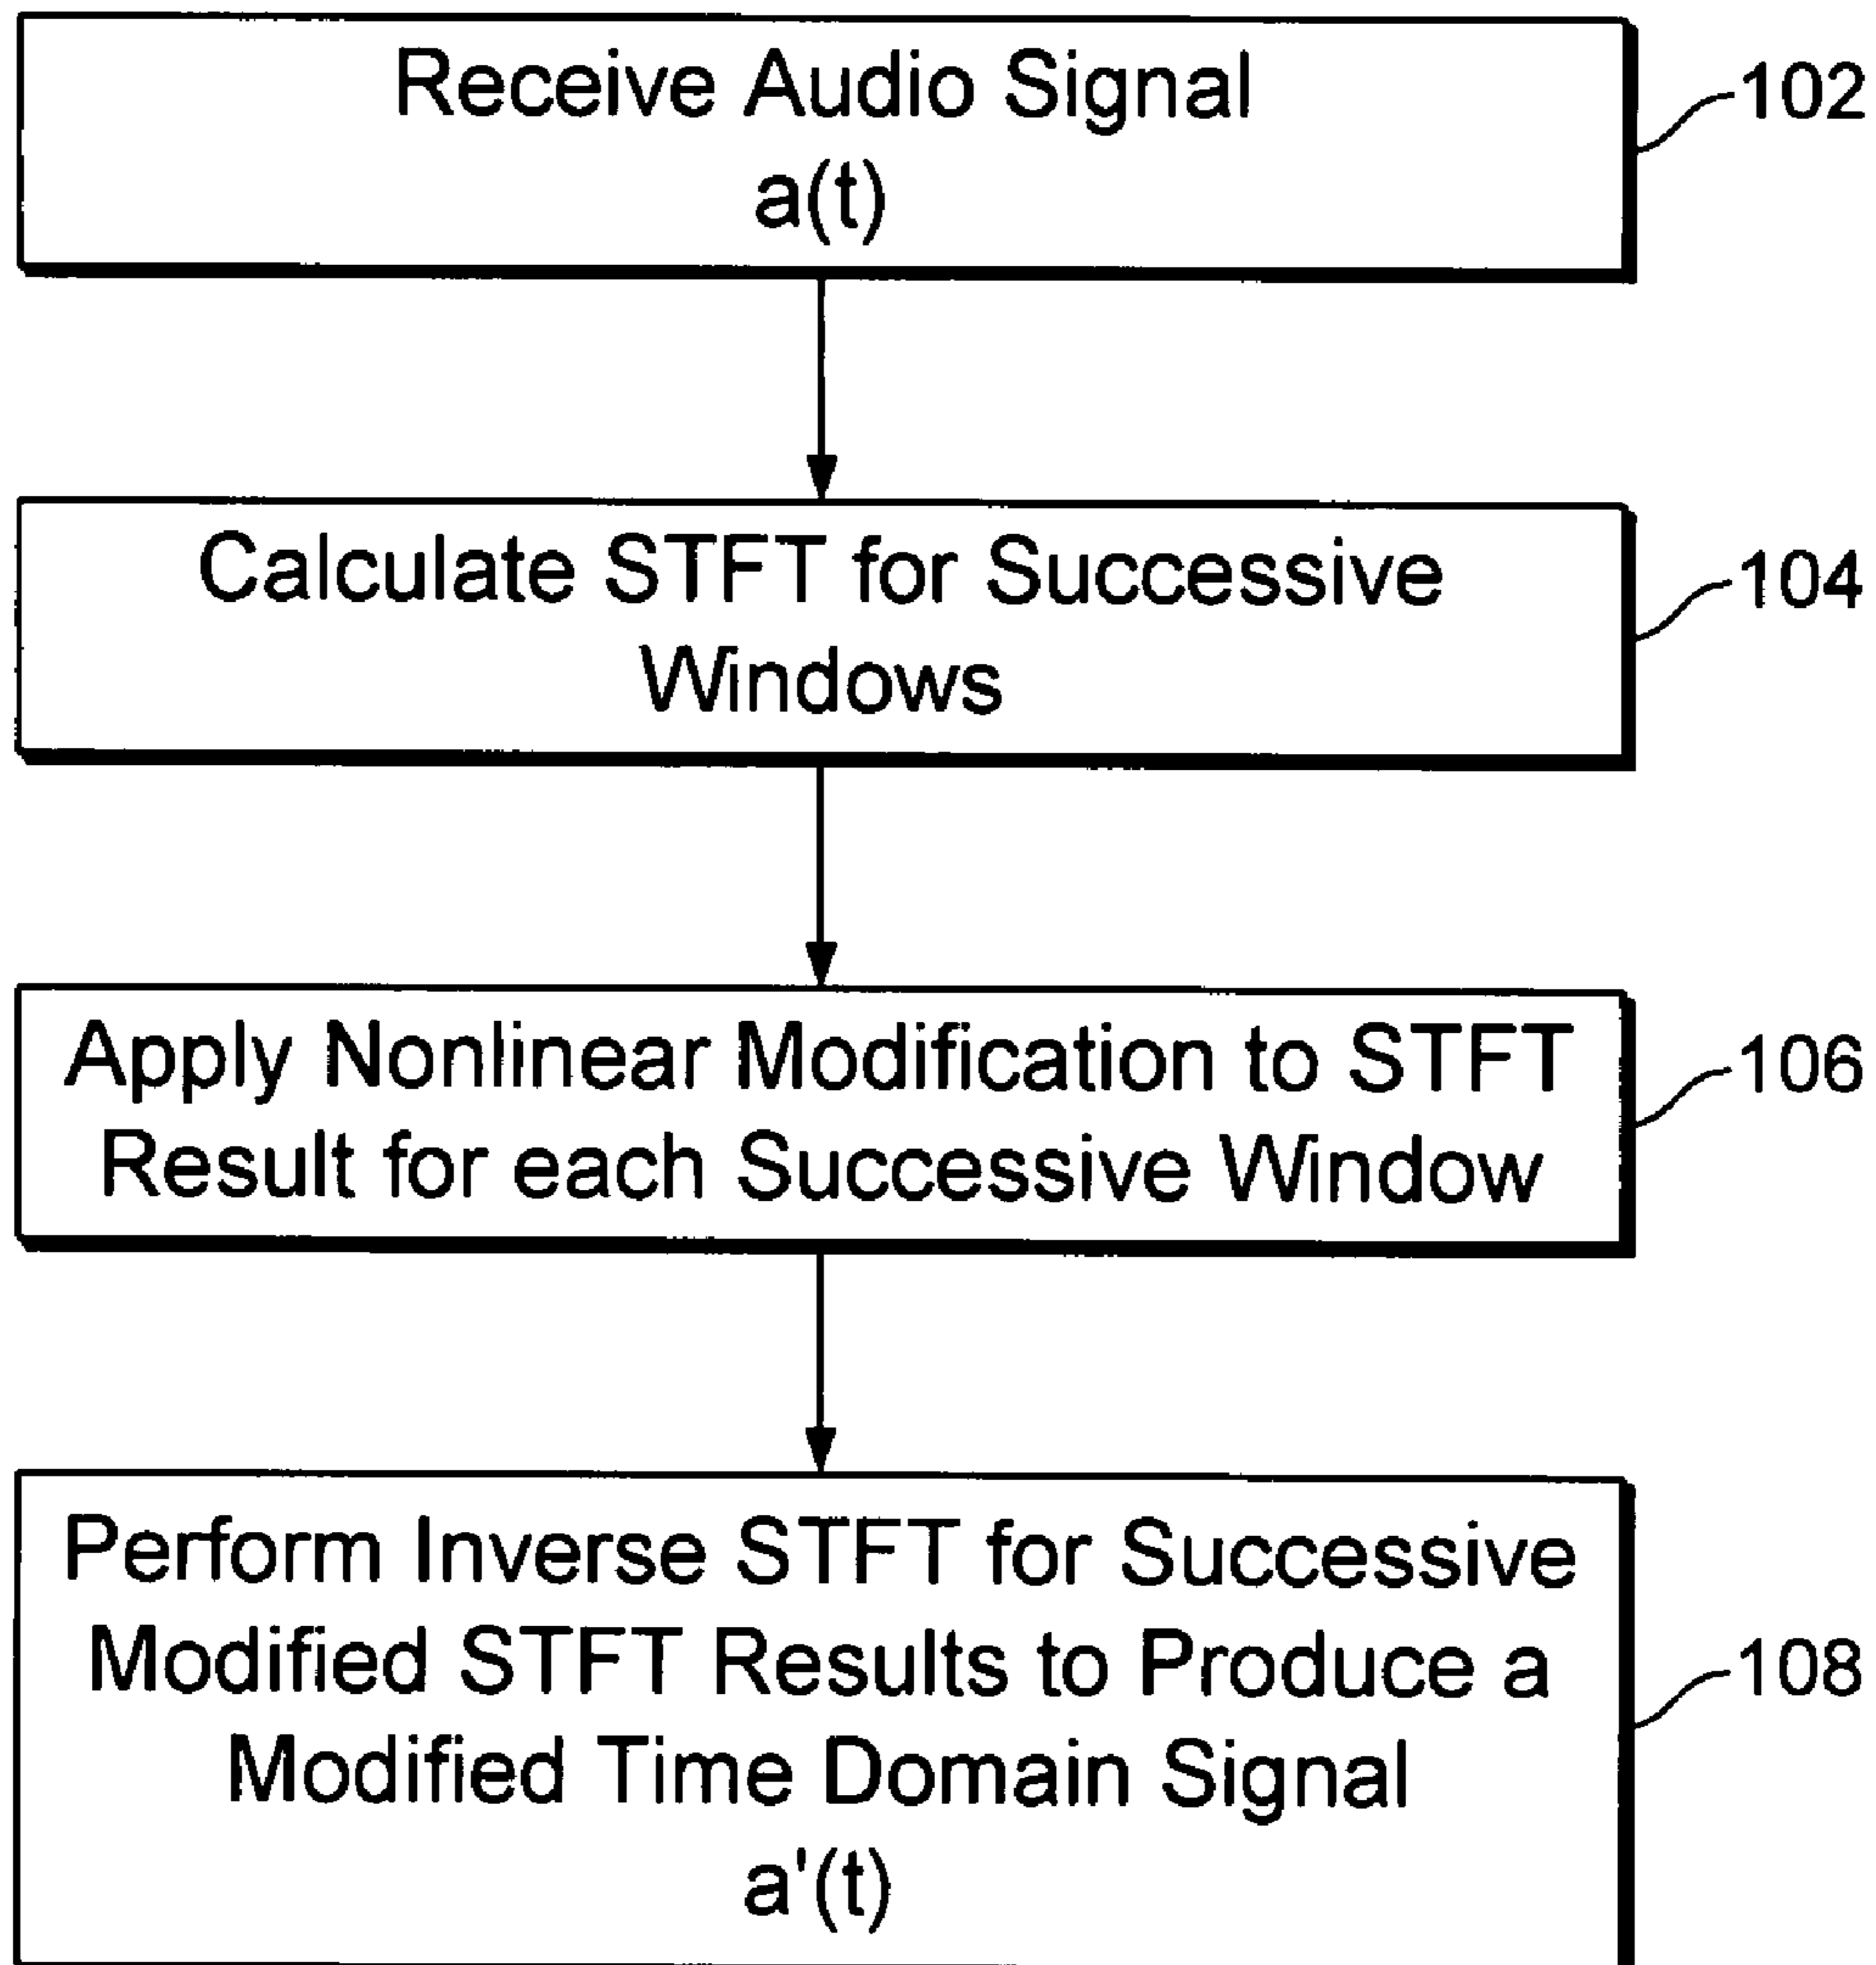 Receive Audio Signal
a(t)
102
Calculate STFT for Successive
Windows
104
Apply Nonlinear Modification to STFT
Result for each Successive Window
106
Perform Inverse STFT for Successive
Modified STFT Results to Produce a
Modified Time Domain Signal
a'(t)
108